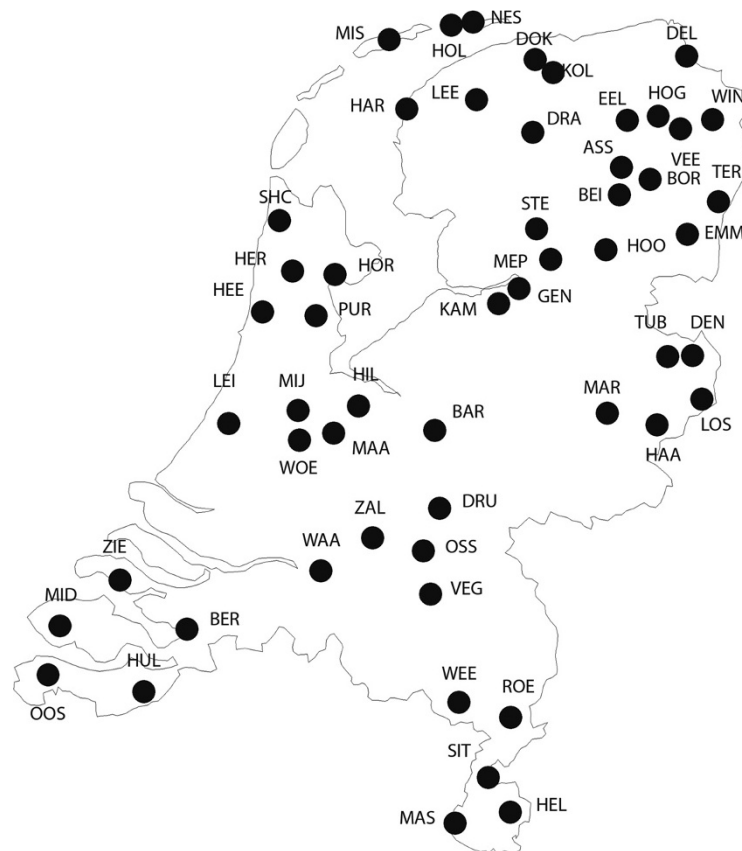 NES
MIS
HOL
DOK
DEL
KOL
LEE
HAR
EEL
HOG
WIN
DRA
ASS
VEE
BOR
TER
BEI
SHC
STE
EMM
HOO
HER
HOR
MEP
HEE
PUR
KAM
GEN
TUB
DEN
LEI
MIJ
HIL
MAR
BAR
LOS
MAA
HAA
WOE
DRU
ZAL
WAA
OSS
ZIE
VEG
MID
BER
HUL
WEE
ROE
OOS
SIT
HEL
MAS